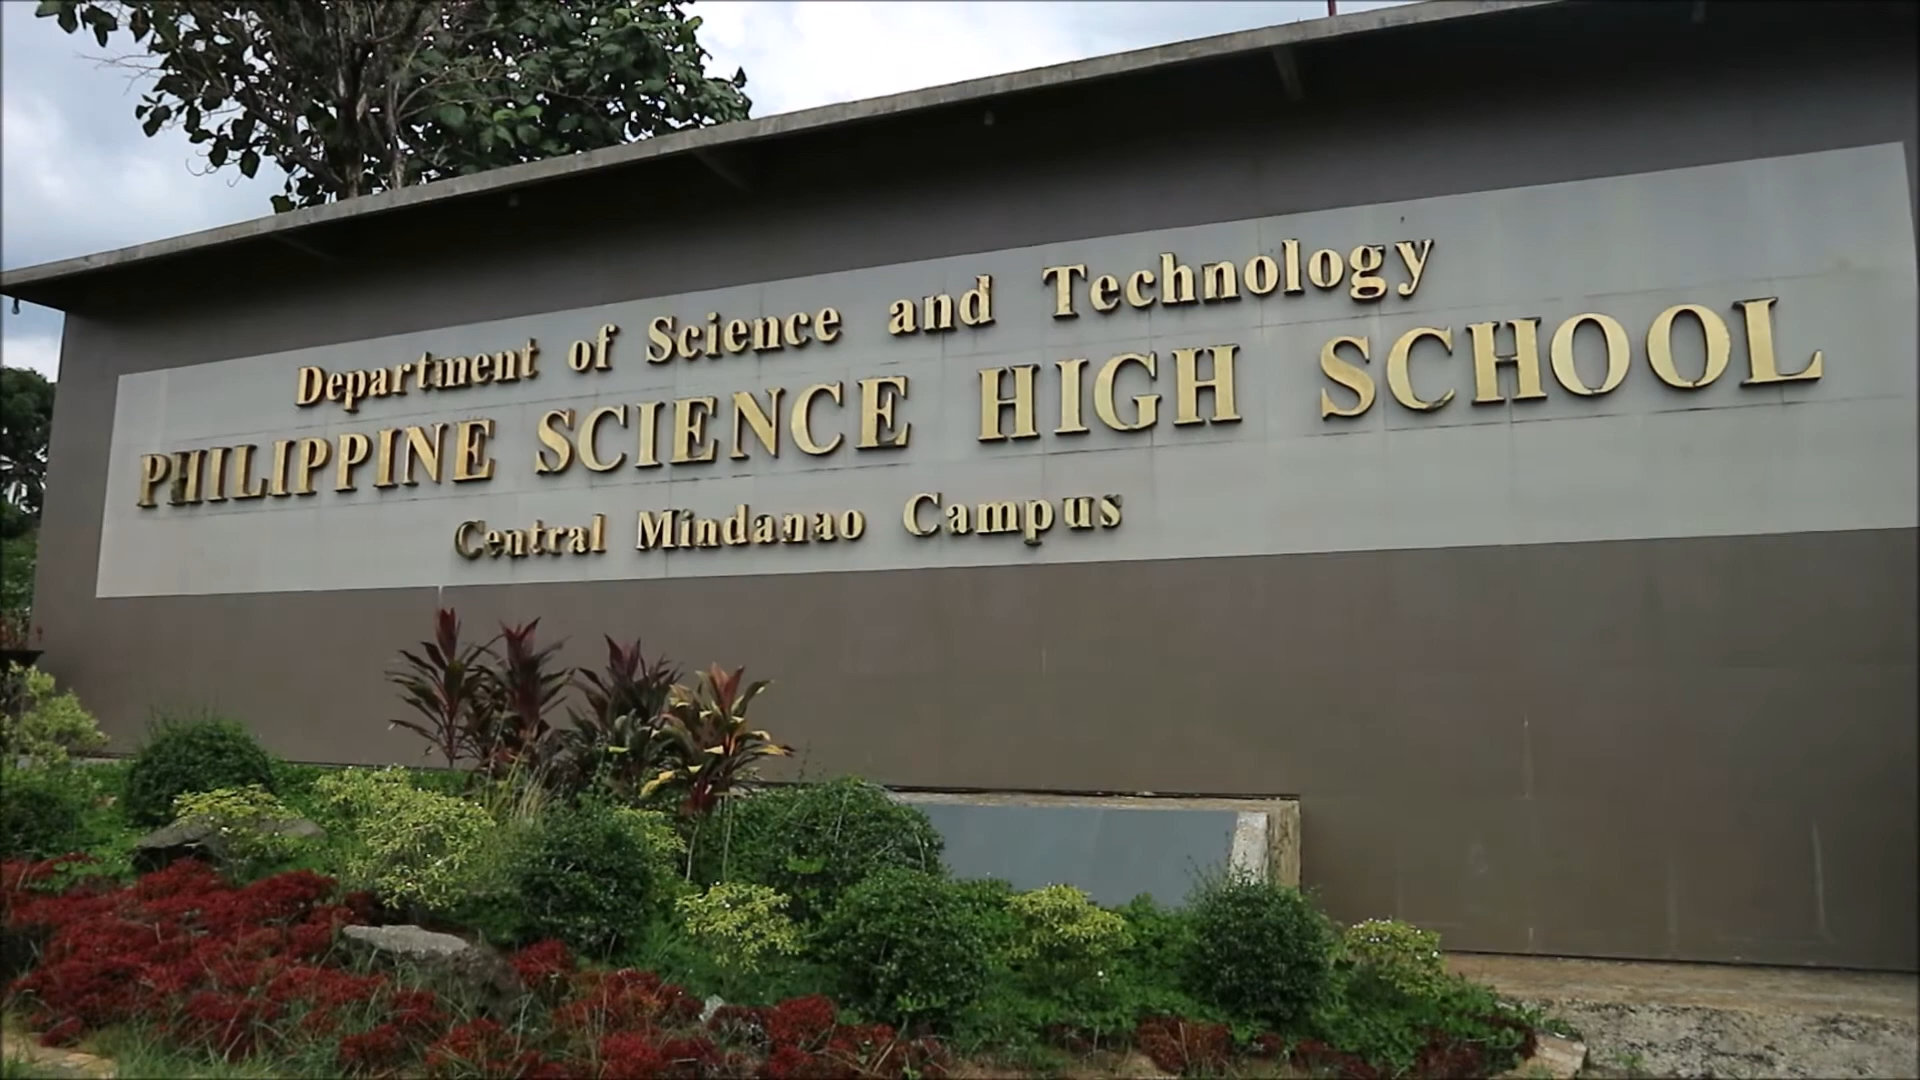 Department of Science and Technology
PHILIPPINE SCIENCE HIGH SCHOOL
Central Mindanao Campus